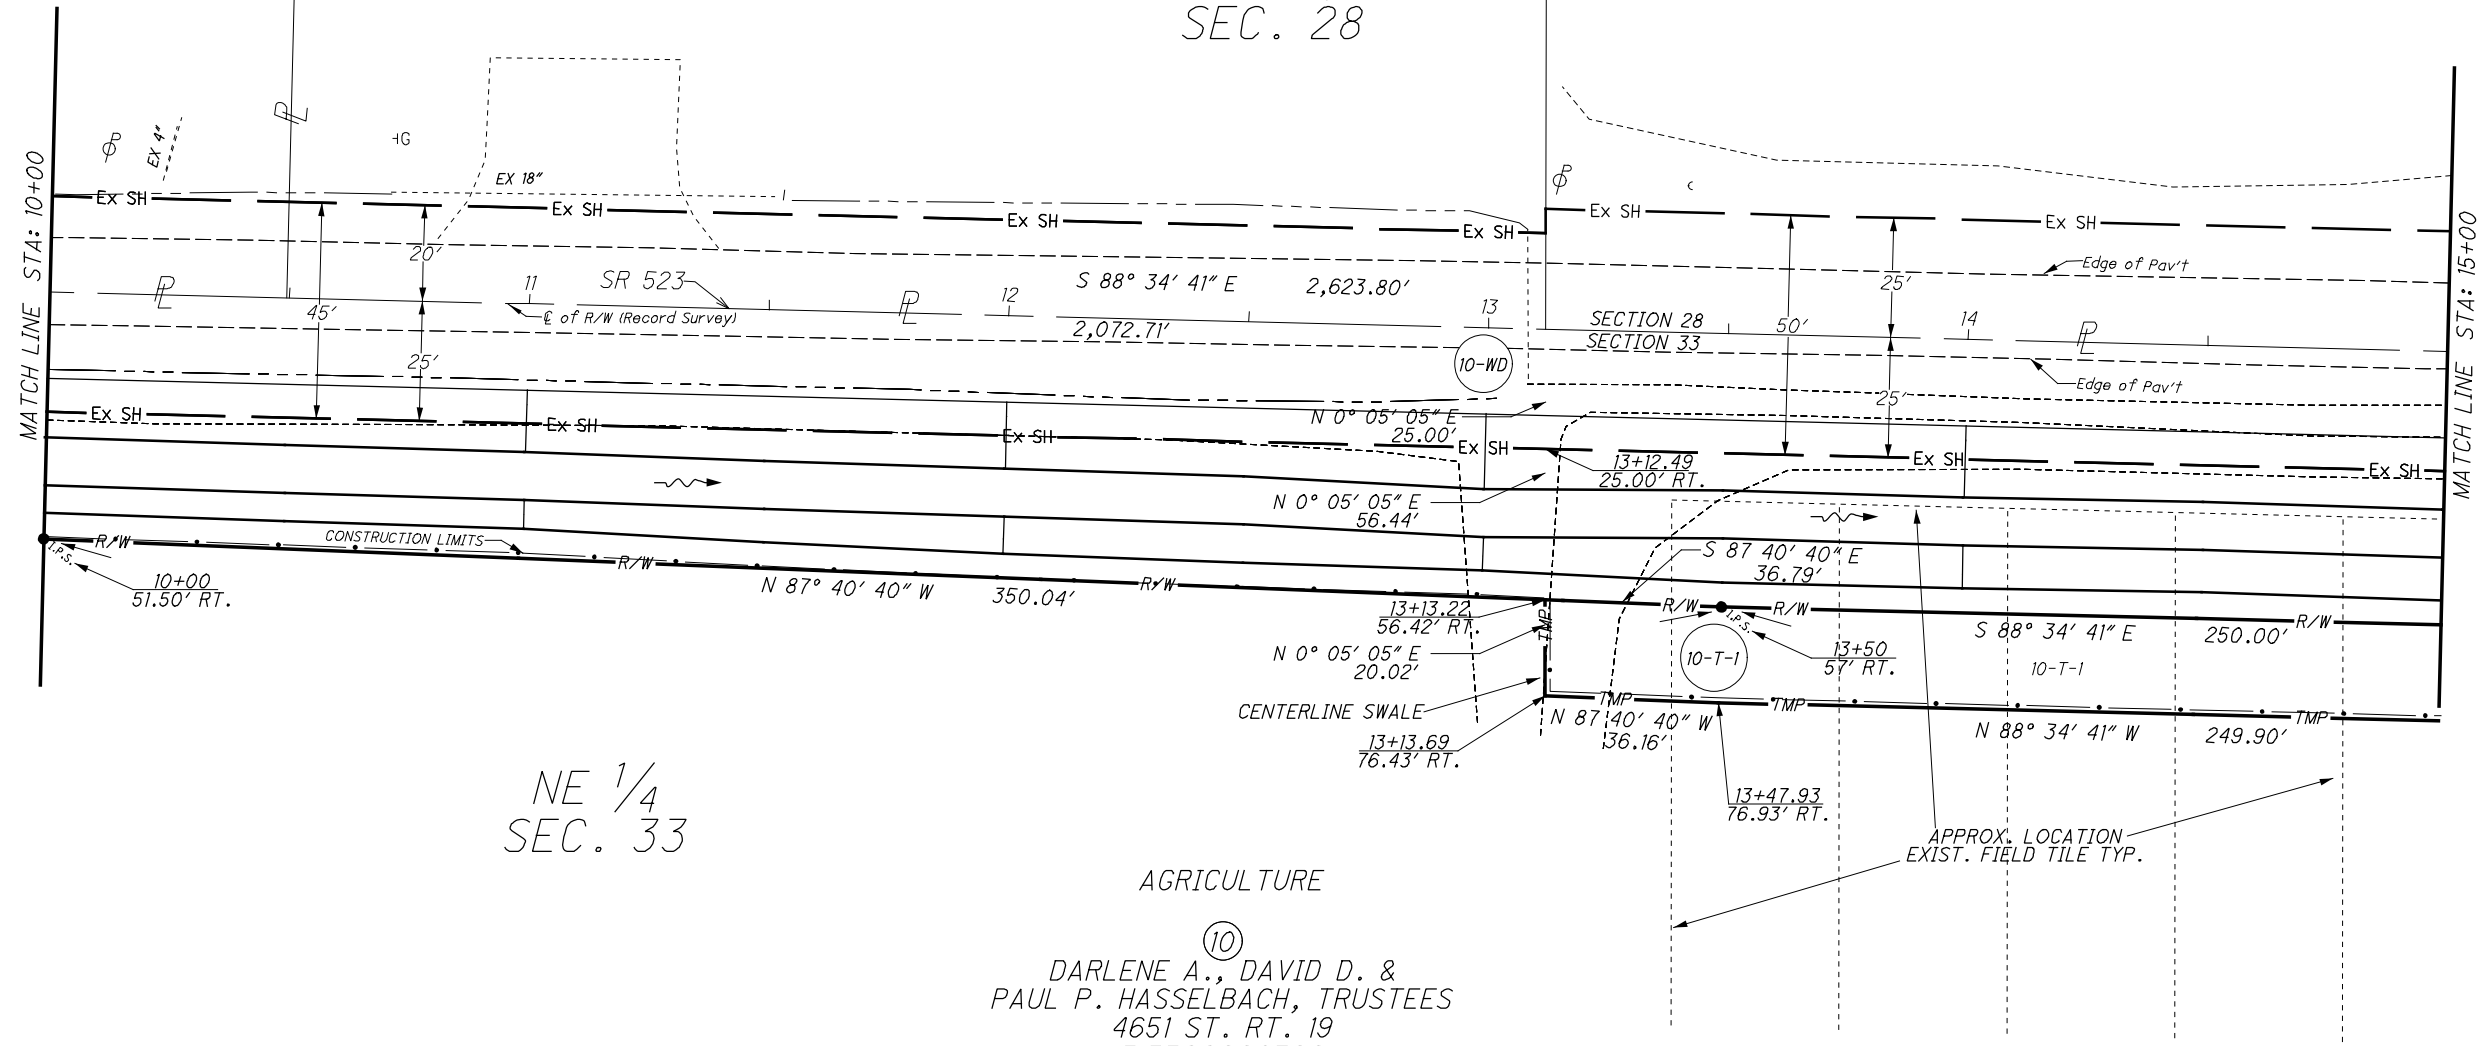 SEC. 28
MATCH LINE STA: 10+00
EX 4"
G
EX 18"
Ex SH
Ex SH
Ex SH
Ex SH
Ex SH
Ex SH
20'
45'
25'
11
SR 523
℄ of R/W (Record Survey)
12
S 88° 34' 41" E 2,623.80'
2,072.71'
13
SECTION 28
SECTION 33
50'
25'
25'
14
Edge of Pav't
Edge of Pav't
MATCH LINE STA: 15+00
10-WD
Ex SH
Ex SH
Ex SH
Ex SH
Ex SH
Ex SH
N 0° 05' 05" E
25.00'
13+12.49
25.00' RT.
N 0° 05' 05" E
56.44'
S 87 40' 40" E
36.79'
R/W
I.P.S.
10+00
51.50' RT.
CONSTRUCTION LIMITS
R/W
N 87° 40' 40" W 350.04'
R/W
13+13.22
56.42' RT.
TMP
N 0° 05' 05" E
20.02'
R/W
R/W
I.P.S.
10-T-1
13+50
57' RT.
S 88° 34' 41" E 250.00'
R/W
10-T-1
CENTERLINE SWALE
TMP
N 87 40' 40" W
36.16'
TMP
N 88° 34' 41" W 249.90'
TMP
13+13.69
76.43' RT.
13+47.93
76.93' RT.
APPROX. LOCATION
EXIST. FIELD TILE TYP.
NE 1/4
SEC. 33
AGRICULTURE
10
DARLENE A., DAVID D. &
PAUL P. HASSELBACH, TRUSTEES
4651 ST. RT. 19